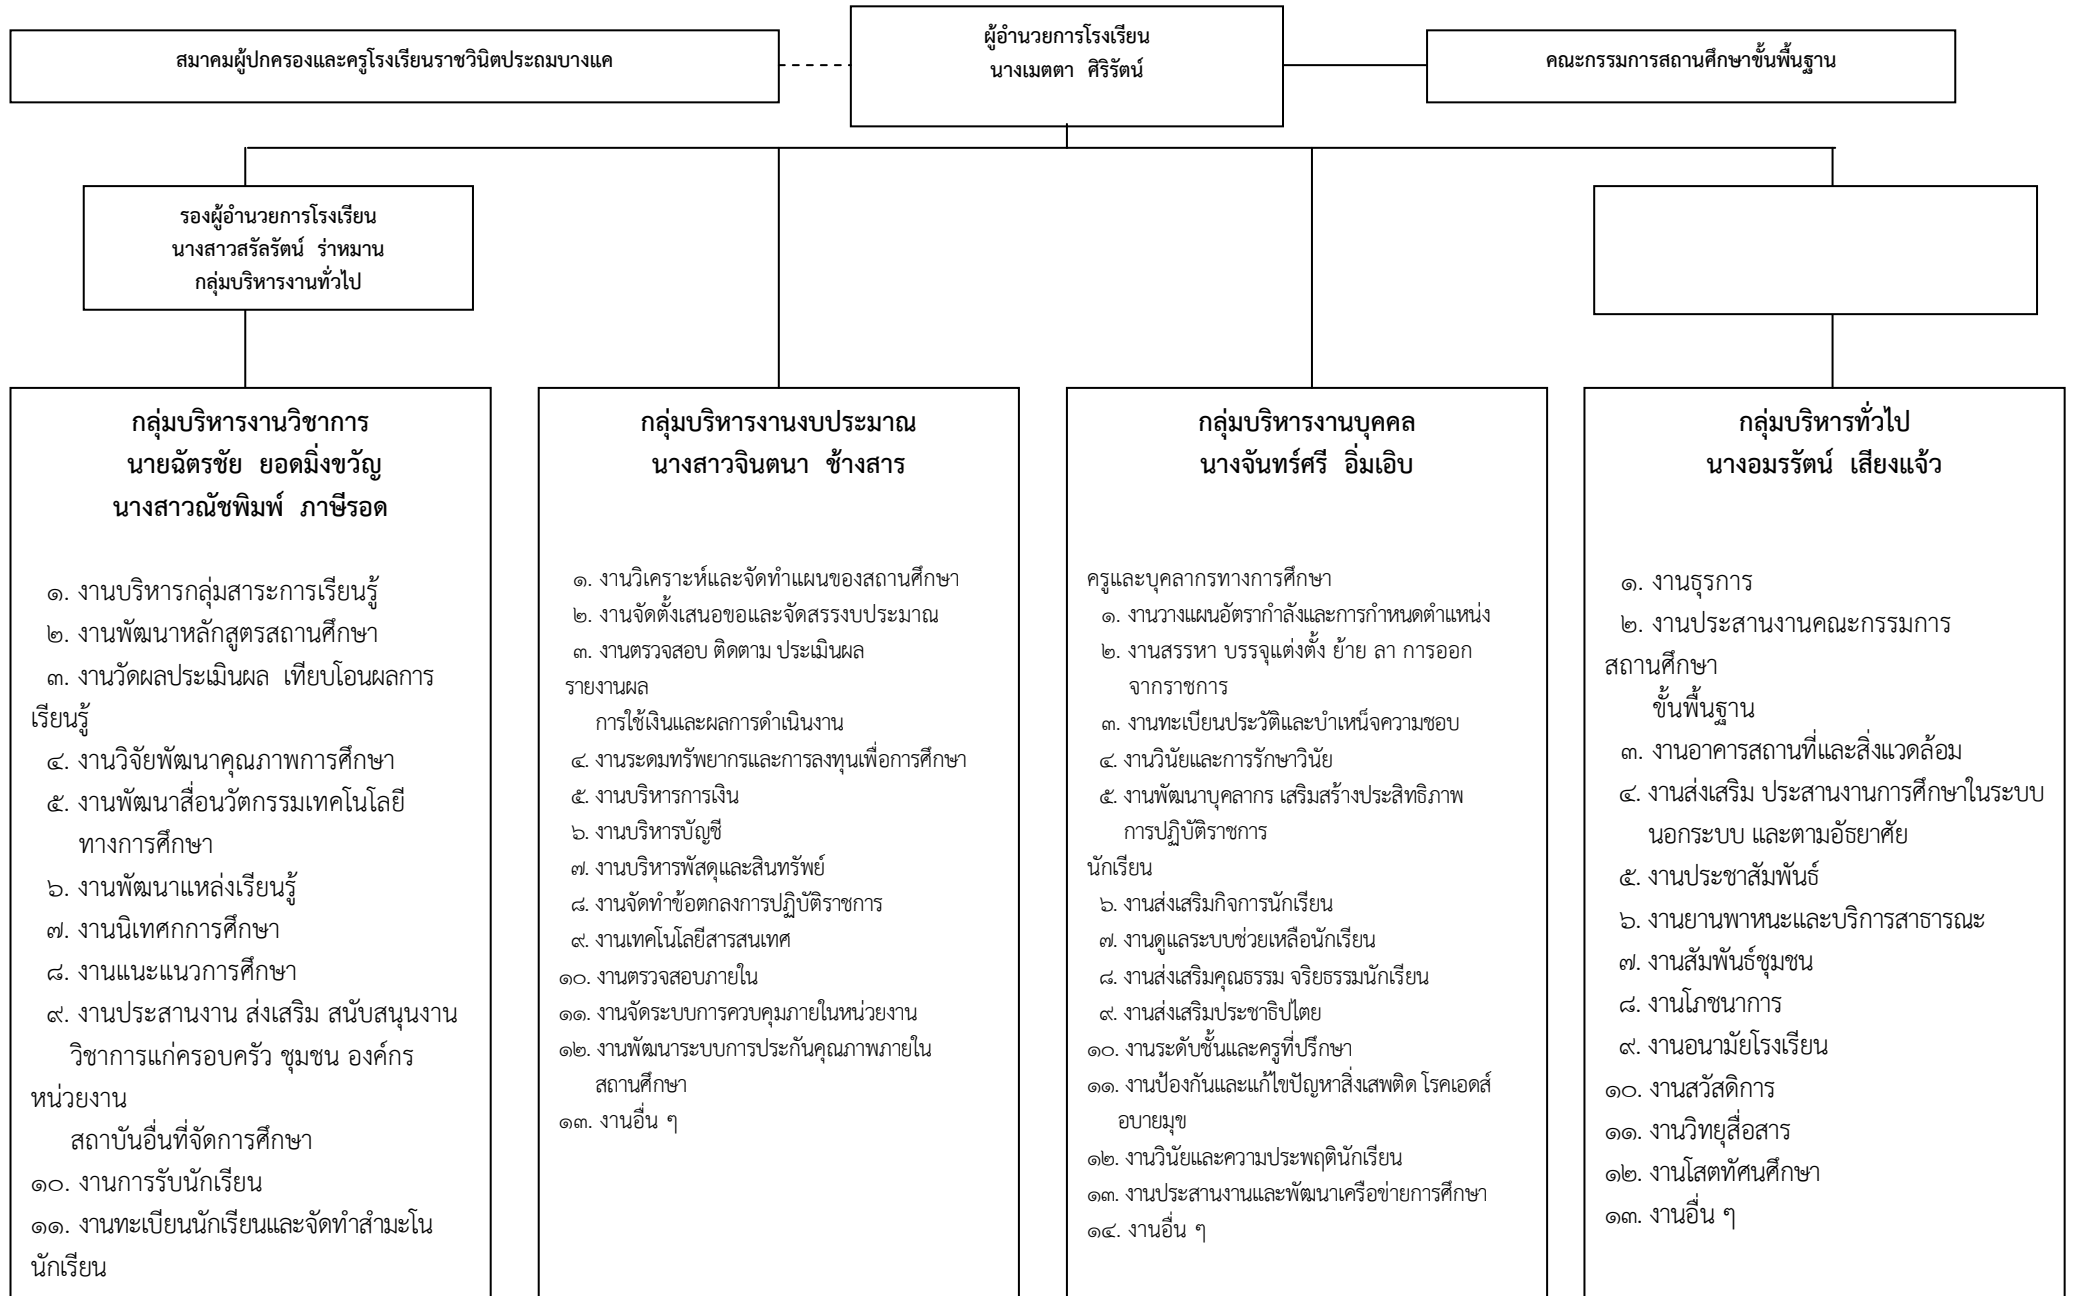 สมาคมผู้ปกครองและครูโรงเรียนราชวินิตประถมบางแค
ผู้อำนวยการโรงเรียน
นางเมตตา ศิริรัตน์
คณะกรรมการสถานศึกษาขั้นพื้นฐาน
รองผู้อำนวยการโรงเรียน
นางสาวสรัลรัตน์ ร่าหมาน
กลุ่มบริหารงานทั่วไป
กลุ่มบริหารงานวิชาการ
นายฉัตรชัย ยอดมิ่งขวัญ
นางสาวณัชพิมพ์ ภาษีรอด
๑. งานบริหารกลุ่มสาระการเรียนรู้
๒. งานพัฒนาหลักสูตรสถานศึกษา
๓. งานวัดผลประเมินผล เทียบโอนผลการ
เรียนรู้
๔. งานวิจัยพัฒนาคุณภาพการศึกษา
๕. งานพัฒนาสื่อนวัตกรรมเทคโนโลยี
ทางการศึกษา
๖. งานพัฒนาแหล่งเรียนรู้
๗. งานนิเทศกการศึกษา
๘. งานแนะแนวการศึกษา
๙. งานประสานงาน ส่งเสริม สนับสนุนงาน
วิชาการแก่ครอบครัว ชุมชน องค์กร
หน่วยงาน
สถาบันอื่นที่จัดการศึกษา
๑๐. งานการรับนักเรียน
๑๑. งานทะเบียนนักเรียนและจัดทำสำมะโน
นักเรียน
กลุ่มบริหารงานงบประมาณ
นางสาวจินตนา ช้างสาร
๑. งานวิเคราะห์และจัดทำแผนของสถานศึกษา
๒. งานจัดตั้งเสนอขอและจัดสรรงบประมาณ
๓. งานตรวจสอบ ติดตาม ประเมินผล
รายงานผล
การใช้เงินและผลการดำเนินงาน
๔. งานระดมทรัพยากรและการลงทุนเพื่อการศึกษา
๕. งานบริหารการเงิน
๖. งานบริหารบัญชี
๗. งานบริหารพัสดุและสินทรัพย์
๘. งานจัดทำข้อตกลงการปฏิบัติราชการ
๙. งานเทคโนโลยีสารสนเทศ
๑๐. งานตรวจสอบภายใน
๑๑. งานจัดระบบการควบคุมภายในหน่วยงาน
๑๒. งานพัฒนาระบบการประกันคุณภาพภายใน
สถานศึกษา
๑๓. งานอื่น ๆ
กลุ่มบริหารงานบุคคล
นางจันทร์ศรี อิ่มเอิบ
ครูและบุคลากรทางการศึกษา
๑. งานวางแผนอัตรากำลังและการกำหนดตำแหน่ง
๒. งานสรรหา บรรจุแต่งตั้ง ย้าย ลา การออก
จากราชการ
๓. งานทะเบียนประวัติและบำเหน็จความชอบ
๔. งานวินัยและการรักษาวินัย
๕. งานพัฒนาบุคลากร เสริมสร้างประสิทธิภาพ
การปฏิบัติราชการ
นักเรียน
๖. งานส่งเสริมกิจการนักเรียน
๗. งานดูแลระบบช่วยเหลือนักเรียน
๘. งานส่งเสริมคุณธรรม จริยธรรมนักเรียน
๙. งานส่งเสริมประชาธิปไตย
๑๐. งานระดับชั้นและครูที่ปรึกษา
๑๑. งานป้องกันและแก้ไขปัญหาสิ่งเสพติด โรคเอดส์
อบายมุข
๑๒. งานวินัยและความประพฤตินักเรียน
๑๓. งานประสานงานและพัฒนาเครือข่ายการศึกษา
๑๔. งานอื่น ๆ
กลุ่มบริหารทั่วไป
นางอมรรัตน์ เสียงแจ้ว
๑. งานธุรการ
๒. งานประสานงานคณะกรรมการ
สถานศึกษา
ขั้นพื้นฐาน
๓. งานอาคารสถานที่และสิ่งแวดล้อม
๔. งานส่งเสริม ประสานงานการศึกษาในระบบ
นอกระบบ และตามอัธยาศัย
๕. งานประชาสัมพันธ์
๖. งานยานพาหนะและบริการสาธารณะ
๗. งานสัมพันธ์ชุมชน
๘. งานโภชนาการ
๙. งานอนามัยโรงเรียน
๑๐. งานสวัสดิการ
๑๑. งานวิทยุสื่อสาร
๑๒. งานโสตทัศนศึกษา
๑๓. งานอื่น ๆ